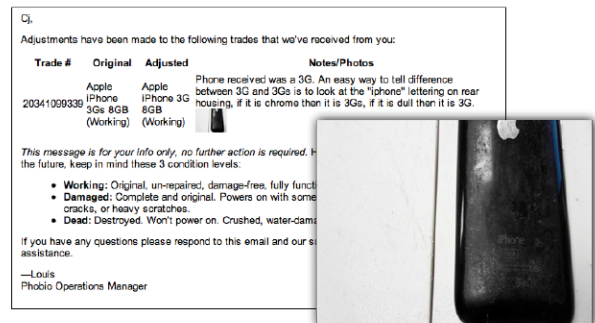 Cj,
Adjustments have been made to the following trades that we've received from you:
Trade # Original Adjusted Notes/Photos
20341099339 Apple iPhone 3Gs 8GB (Working) Apple iPhone 3G 8GB (Working) Phone received was a 3G. An easy way to tell difference between 3G and 3Gs is to look at the "iphone" lettering on rear housing, if it is chrome then it is 3Gs, if it is dull then it is 3G.
This message is for your info only, no further action is required.
the future, keep in mind these 3 condition levels:
• Working: Original, un-repaired, damage-free, fully
• Damaged: Complete and original. Powers on with some
cracks, or heavy scratches.
• Dead: Destroyed. Won't power on. Crushed,
If you have any questions please respond to this email and our
assistance.
—Louis
Phobio Operations Manager
iPhone